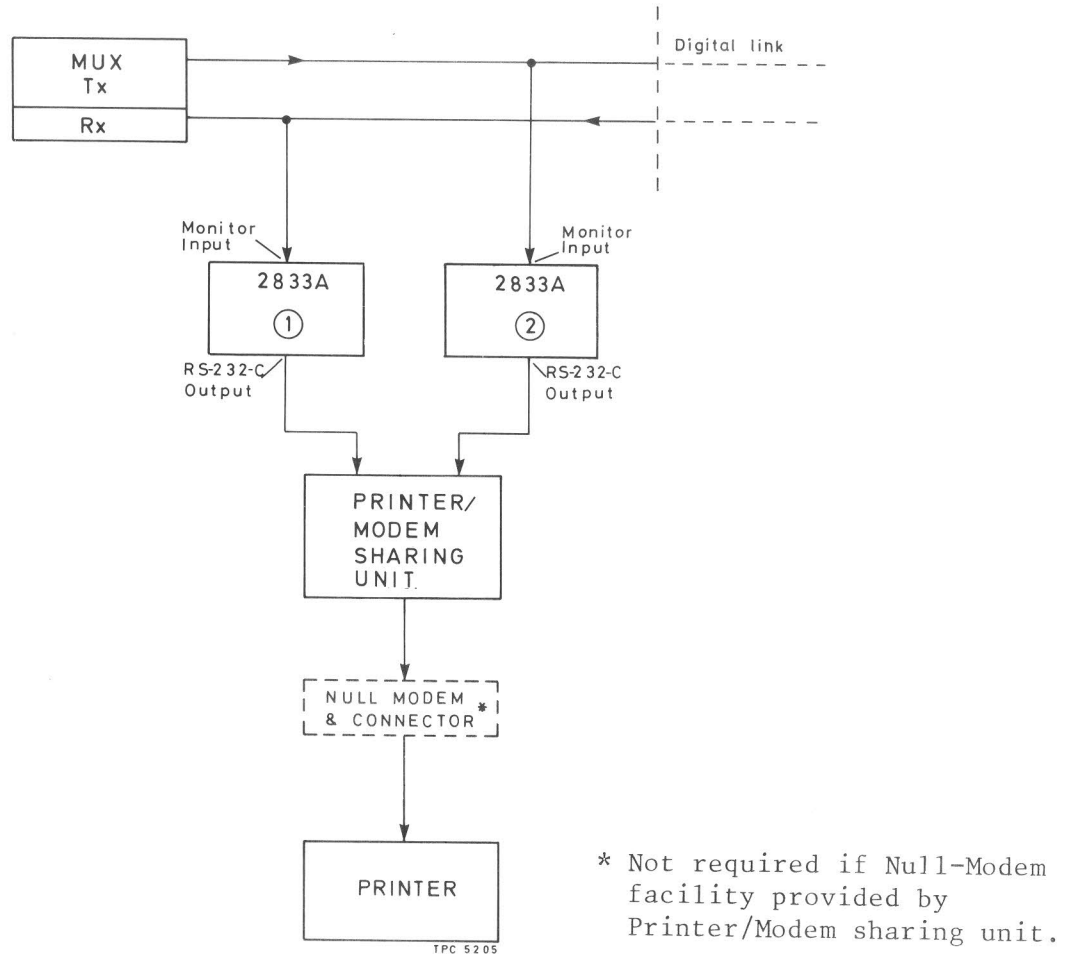 Digital link
MUX
Tx
Rx
Monitor
Input
Monitor
Input
2833A
2833A
1
2
RS-232-C
Output
RS-232-C
Output
PRINTER/
MODEM
SHARING
UNIT
NULL MODEM *
& CONNECTOR
PRINTER
TPC 5205
* Not required if Null-Modem
facility provided by
Printer/Modem sharing unit.